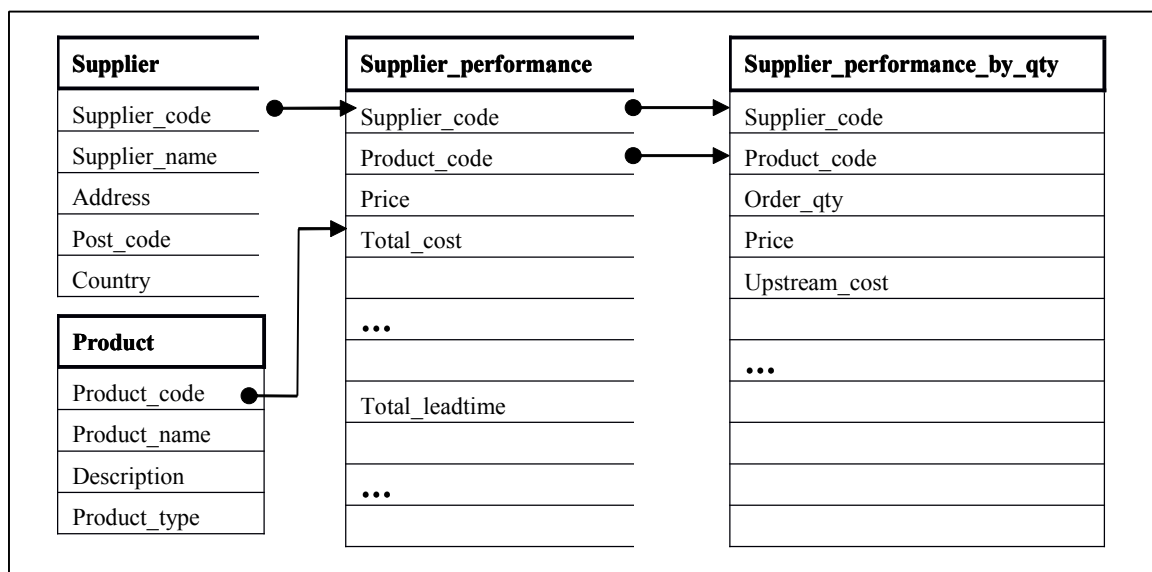 Supplier
Supplier_code
Supplier_name
Address
Post_code
Country
Product
Product_code
Product_name
Description
Product_type
Supplier_performance
Supplier_code
Product_code
Price
Total_cost
...
Total_leadtime
...
Supplier_performance_by_qty
Supplier_code
Product_code
Order_qty
Price
Upstream_cost
...